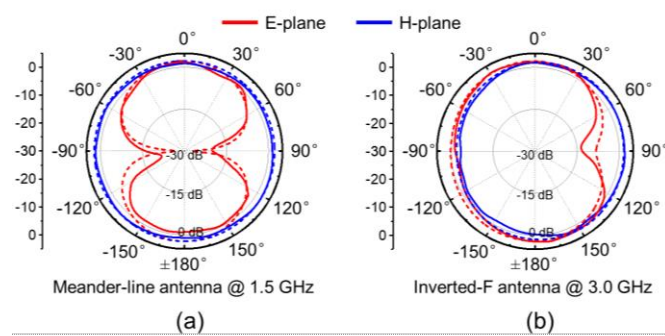 E-plane H-plane
0°
-30° 30°
-60° 60°
-90° 90°
-120° 120°
-150° 150°
±180°
0
-10
-20
-30
-20
-10
0
-30 dB
-15 dB
0 dB
Meander-line antenna @ 1.5 GHz
(a)
0°
-30° 30°
-60° 60°
-90° 90°
-120° 120°
-150° 150°
±180°
0
-10
-20
-30
-20
-10
0
-30 dB
-15 dB
0 dB
Inverted-F antenna @ 3.0 GHz
(b)